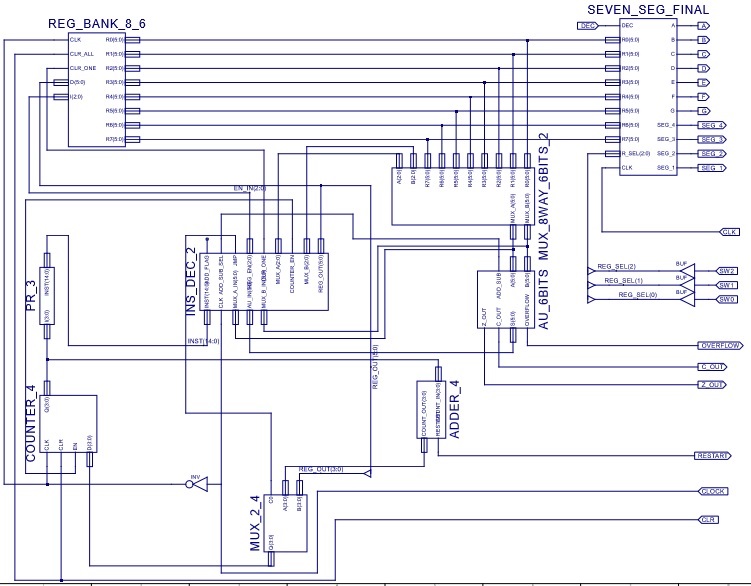 REG_BANK_8_6
SEVEN_SEG_FINAL
CLK
CLR_ALL
CLR_ONE
D(5:0)
I(2:0)
R0(5:0)
R1(5:0)
R2(5:0)
R3(5:0)
R4(5:0)
R5(5:0)
R6(5:0)
R7(5:0)
DEC
DEC
R0(5:0)
R1(5:0)
R2(5:0)
R3(5:0)
R4(5:0)
R5(5:0)
R6(5:0)
R7(5:0)
R_SEL(2:0)
CLK
A
B
C
D
E
F
G
SEG_4
SEG_3
SEG_2
SEG_1
A
B
C
D
E
F
G
SEG_4
SEG_3
SEG_2
SEG_1
MUX_8WAY_6BITS_2
A(2:0)
B(2:0)
R7(5:0)
R6(5:0)
R5(5:0)
R4(5:0)
R3(5:0)
R2(5:0)
R1(5:0)
R0(5:0)
MUX_A(5:0)
MUX_B(5:0)
EN_IN(2:0)
CLK
INS_DEC_2
ADD_FLAG
ADD_SUB_SEL
JMP
REG_EN(2:0)
MUX_A(2:0)
COUNTER_EN
MUX_B(2:0)
REG_OUT(5:0)
INST(14:0)
CLK
MUX_A_IN(5:0)
AU_IN(5:0)
INST(14:0)
REG_OUT(5:0)
PR_3
INST(14:0)
I(3:0)
AU_6BITS
ADD_SUB
A(5:0)
B(5:0)
Z_OUT
C_OUT
S(5:0)
OVERFLOW
REG_SEL(2)
REG_SEL(1)
REG_SEL(0)
BUF
BUF
BUF
SW2
SW1
SW0
OVERFLOW
C_OUT
Z_OUT
COUNTER_4
Q(3:0)
CLK
CLR
EN
D(3:0)
ADDER_4
COUNT_OUT(3:0)
RESTART
REG_OUT(3:0)
INV
MUX_2_4
C0
A(3:0)
B(3:0)
O(3:0)
CLOCK
CLR